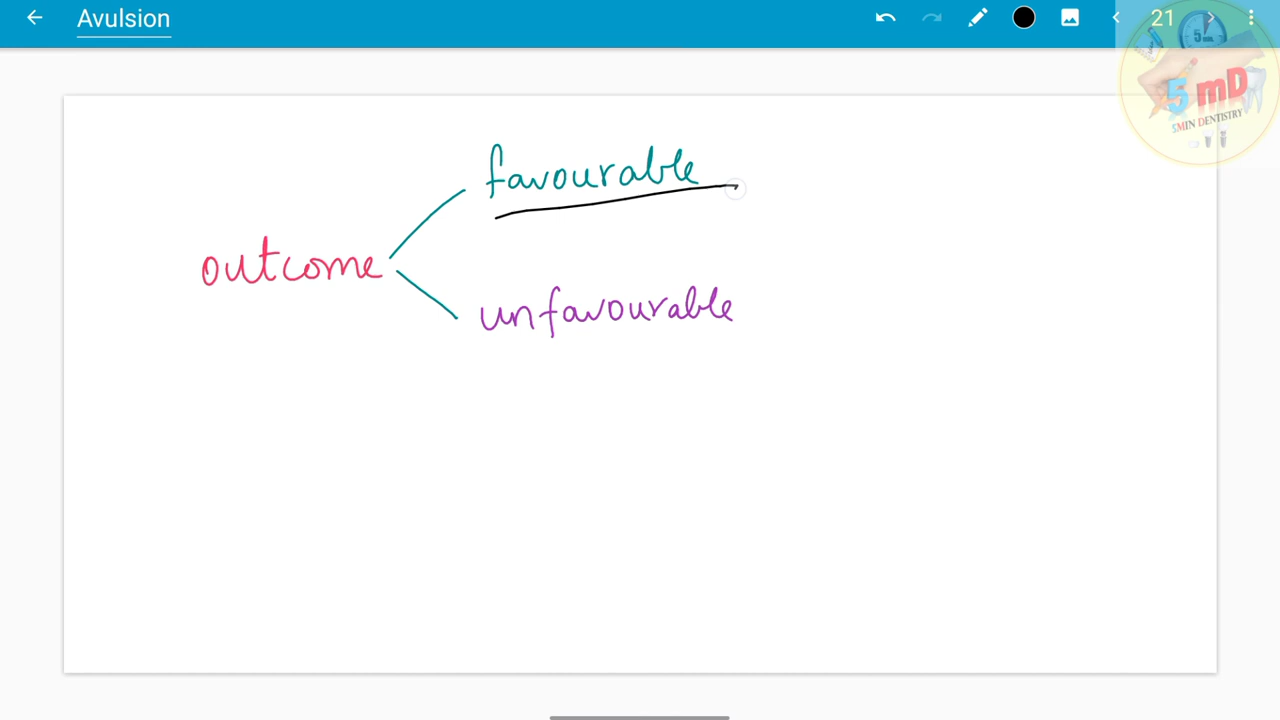 Avulsion
21
5 mD
5MIN DENTISTRY
favourable
outcome
unfavourable